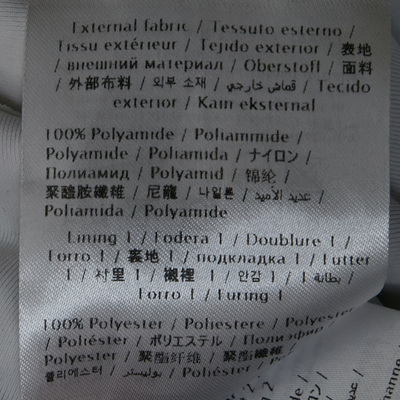 External fabric / Tessuto esterno /
Tissu extérieur / Tejido exterior / 表地
/ внешний материал / Oberstoff / 面料
/ 外部布料 / 외부 소재 / قماش خارجي / Tecido
exterior / Kain eksternal
100% Polyamide / Poliammide /
Polyamide / Poliamida / ナイロン /
Полиамид / Polyamid / 锦纶 /
聚醯胺纖維 / 尼龍 / 나일론 / عديد الأميد /
Poliamida / Polyamide
Lining 1 / Fodera 1 / Doublure 1 /
Forro 1 / 裏地 1 / подкладка 1 / Futter
1 / 衬里 1 / 襯裡 1 / 안감 1 / بطانة 1 /
Forro 1 / Furing 1
100% Polyester / Poliestere / Polyester
/ Poliéster / ポリエステル / Полиэфир /
Polyester / 聚酯纤维 / 聚酯纖維 /
폴리에스터 / بوليستر / Poliéster /